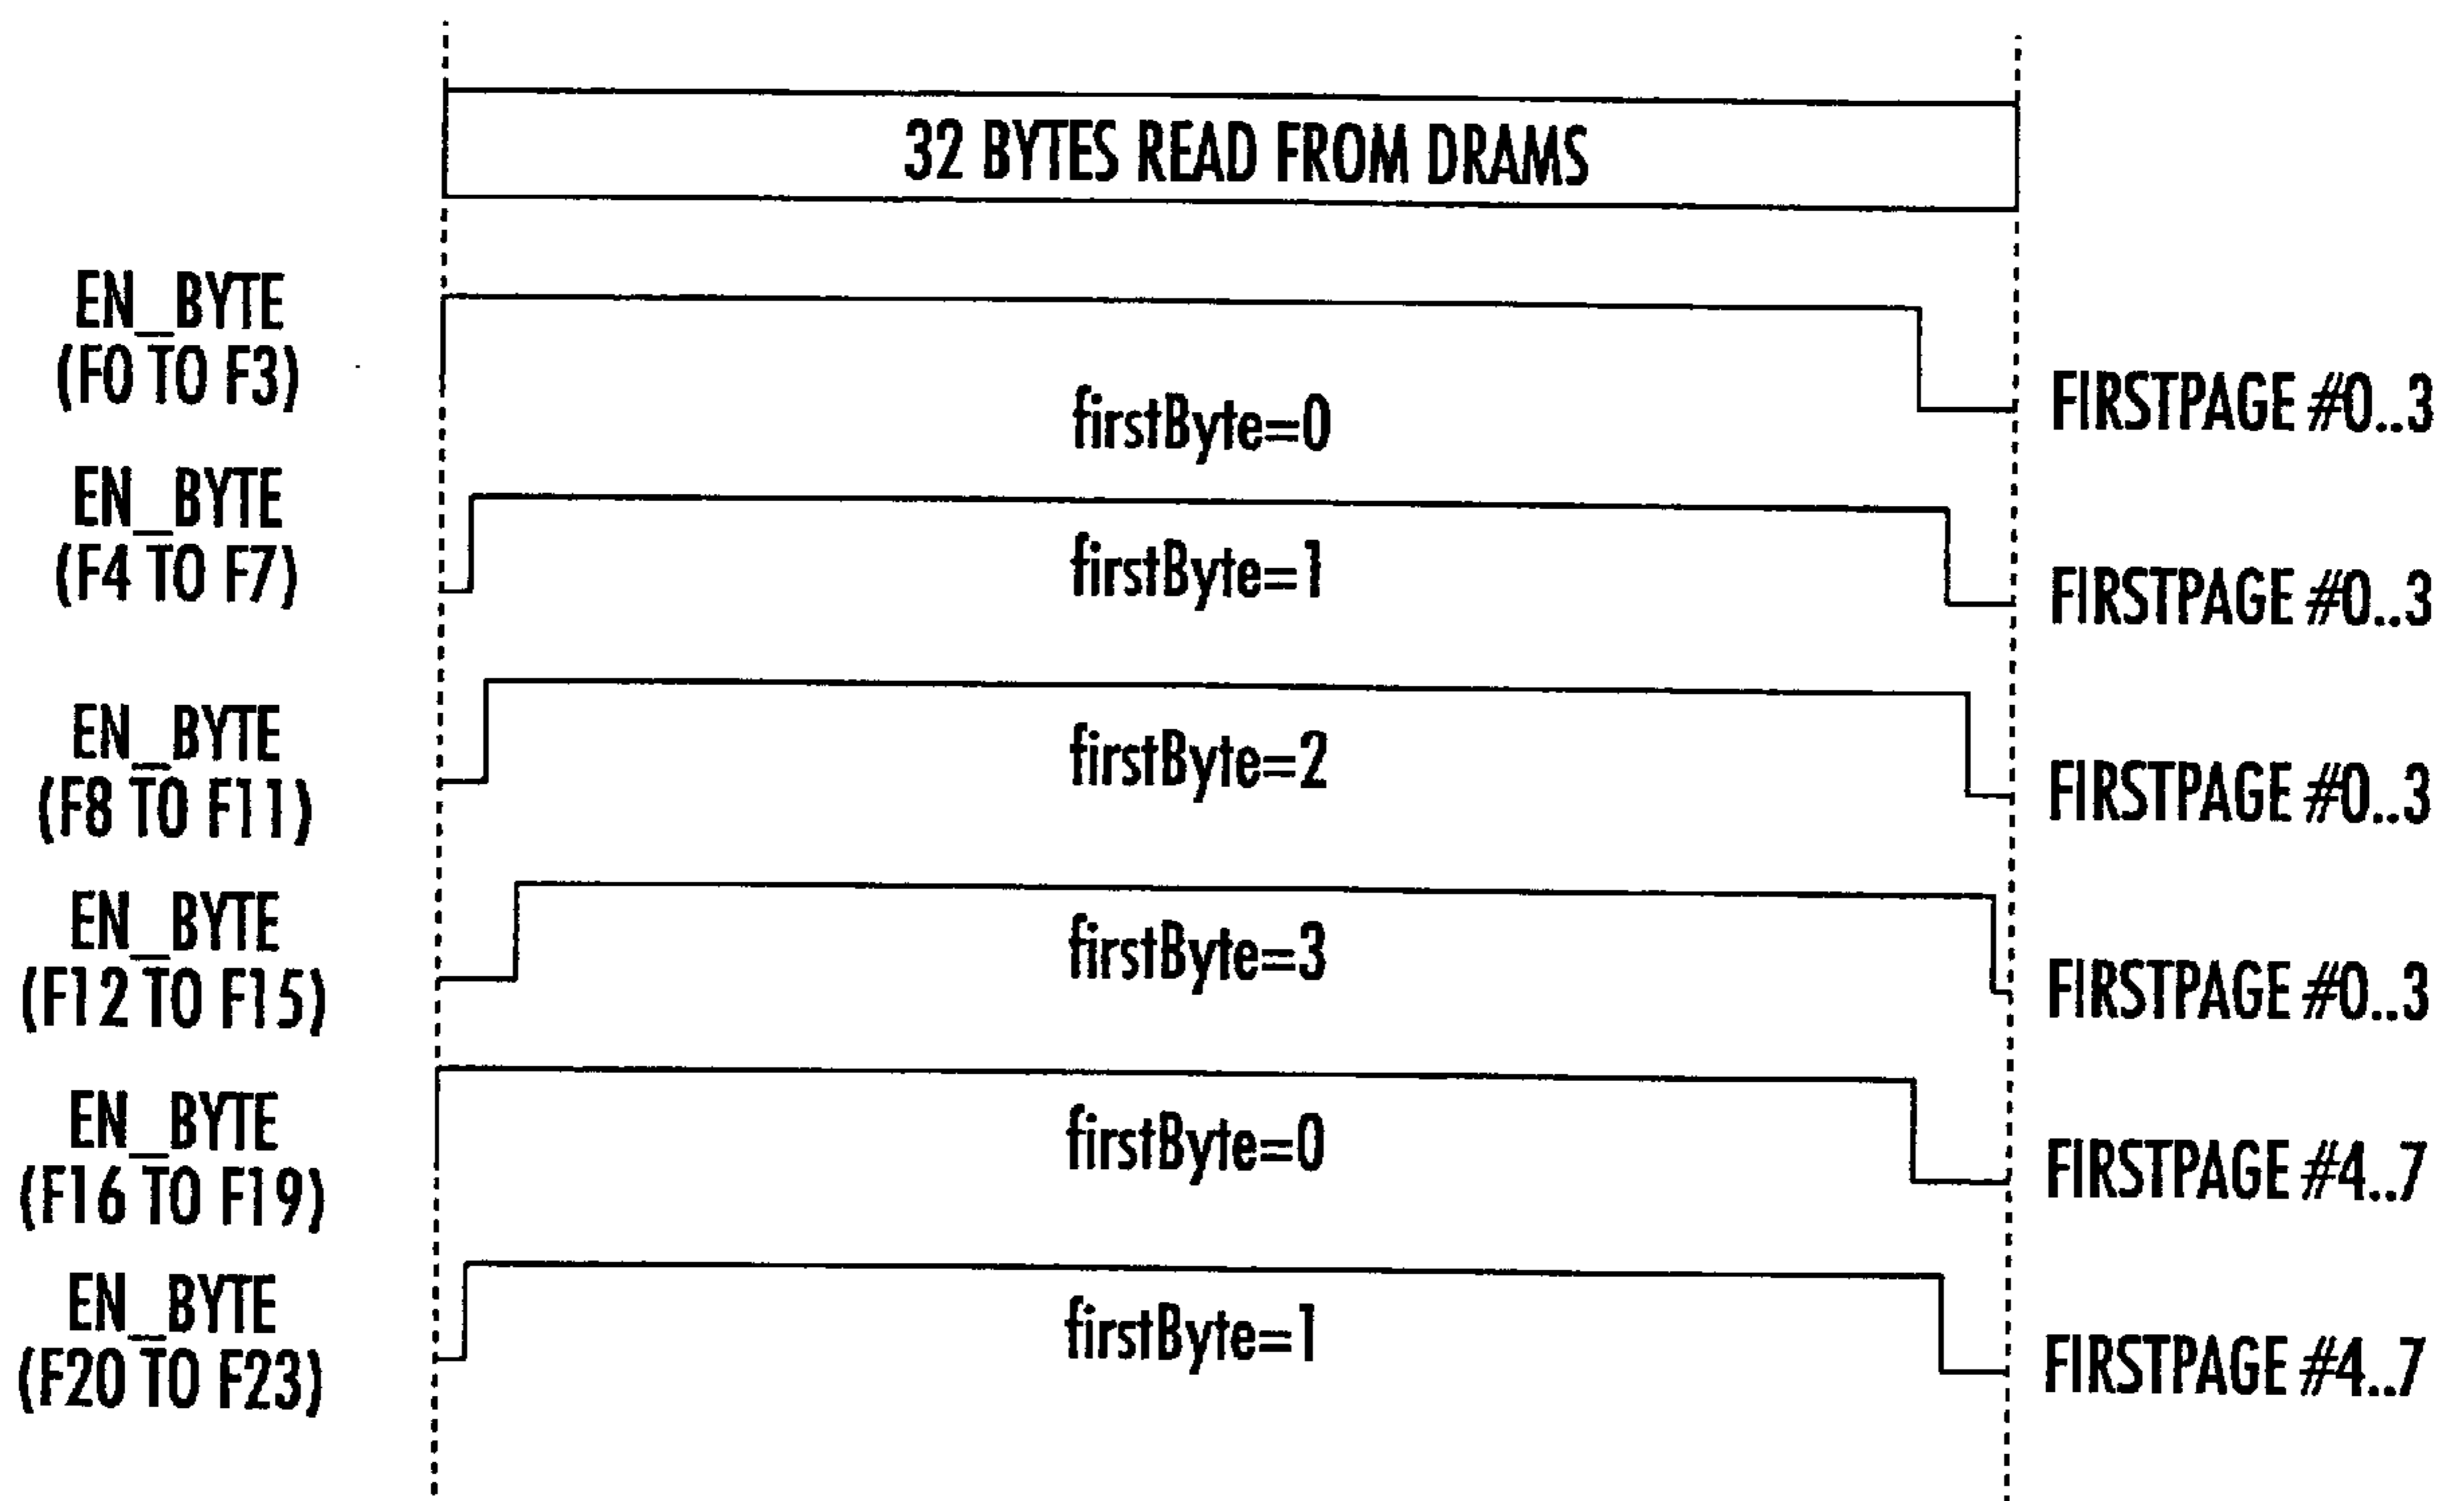 32 BYTES READ FROM DRAMS
EN_BYTE
(F0 TO F3)
firstByte=0
FIRSTPAGE #0..3
EN_BYTE
(F4 TO F7)
firstByte=1
FIRSTPAGE #0..3
EN_BYTE
(F8 TO F11)
firstByte=2
FIRSTPAGE #0..3
EN_BYTE
(F12 TO F15)
firstByte=3
FIRSTPAGE #0..3
EN_BYTE
(F16 TO F19)
firstByte=0
FIRSTPAGE #4..7
EN_BYTE
(F20 TO F23)
firstByte=1
FIRSTPAGE #4..7